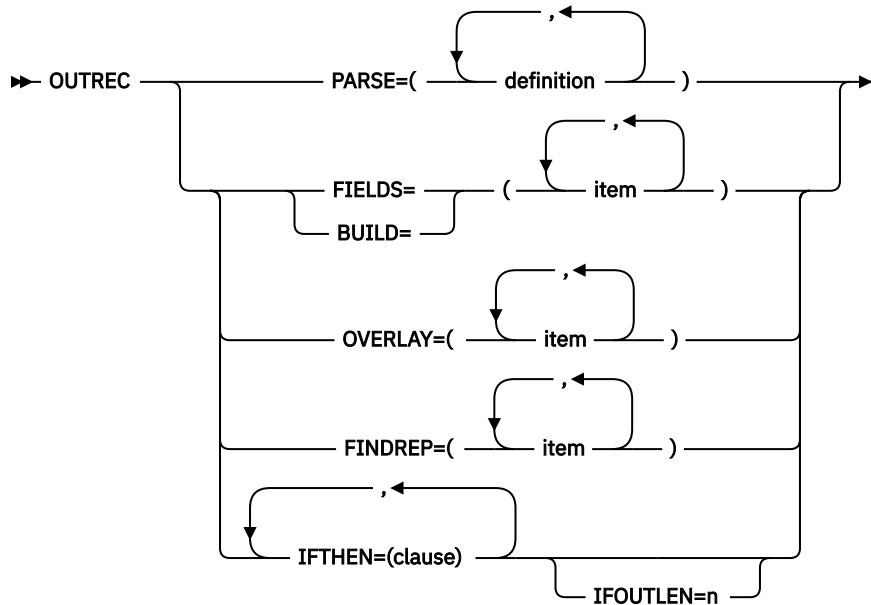 ,
OUTREC PARSE=( definition )
,
FIELDS= ( item )
BUILD=
,
OVERLAY=( item )
,
FINDREP=( item )
,
IFTHEN=(clause)
IFOUTLEN=n